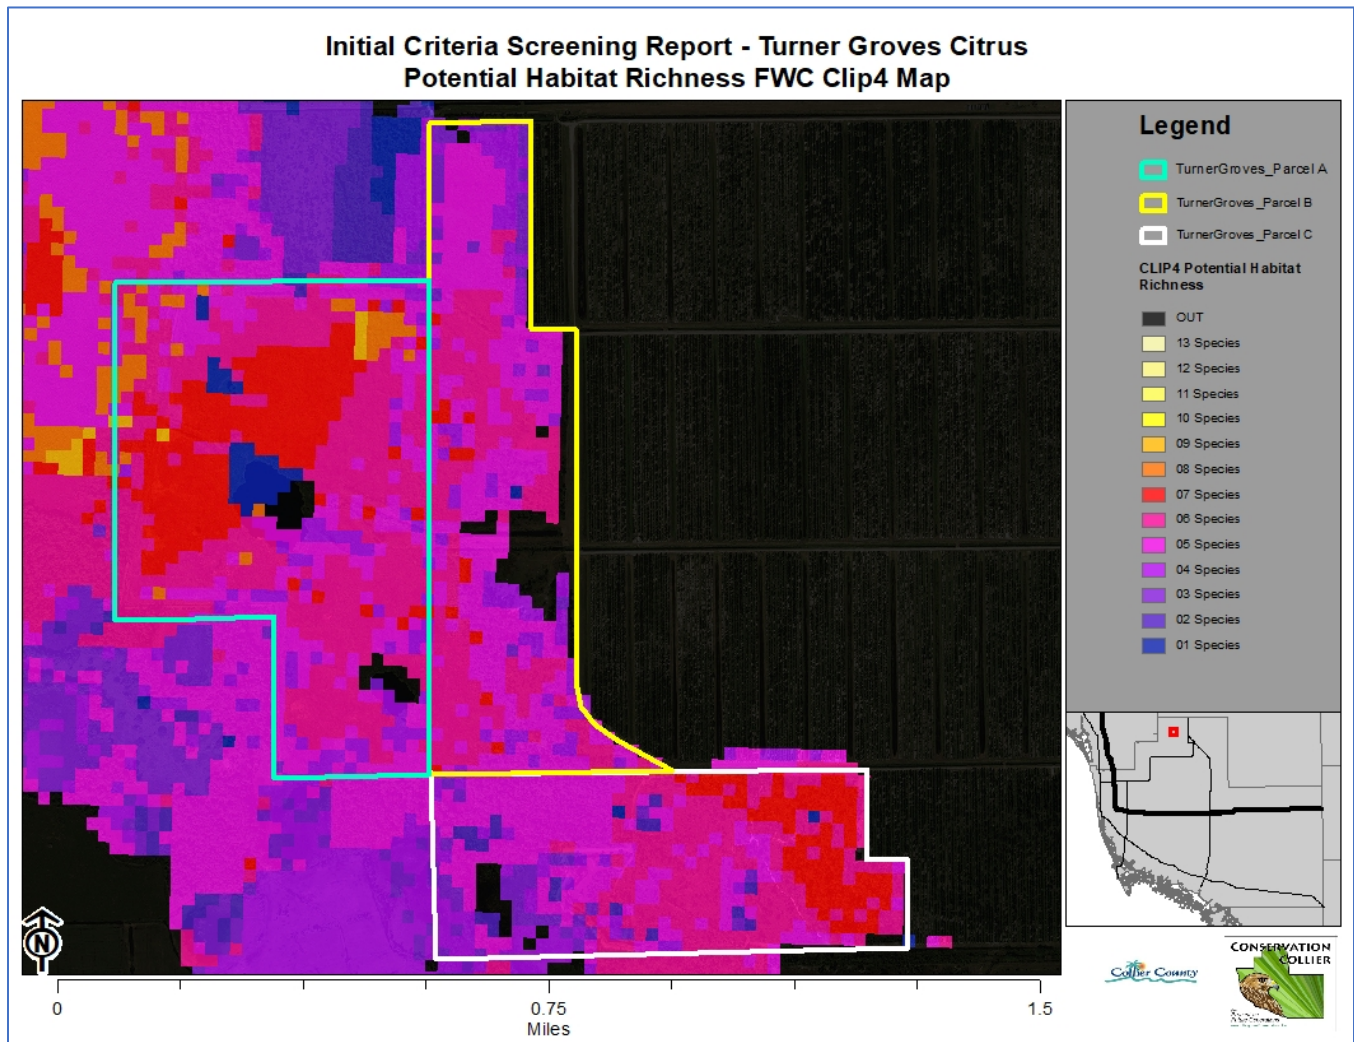 Initial Criteria Screening Report - Turner Groves Citrus
Potential Habitat Richness FWC Clip4 Map
Legend
TurnerGroves_Parcel A
TurnerGroves_Parcel B
TurnerGroves_Parcel C
CLIP4 Potential Habitat
Richness
OUT
13 Species
12 Species
11 Species
10 Species
09 Species
08 Species
07 Species
06 Species
05 Species
04 Species
03 Species
02 Species
01 Species
N
0
0.75
1.5
Miles
Collier County
CONSERVATION
COLLIER